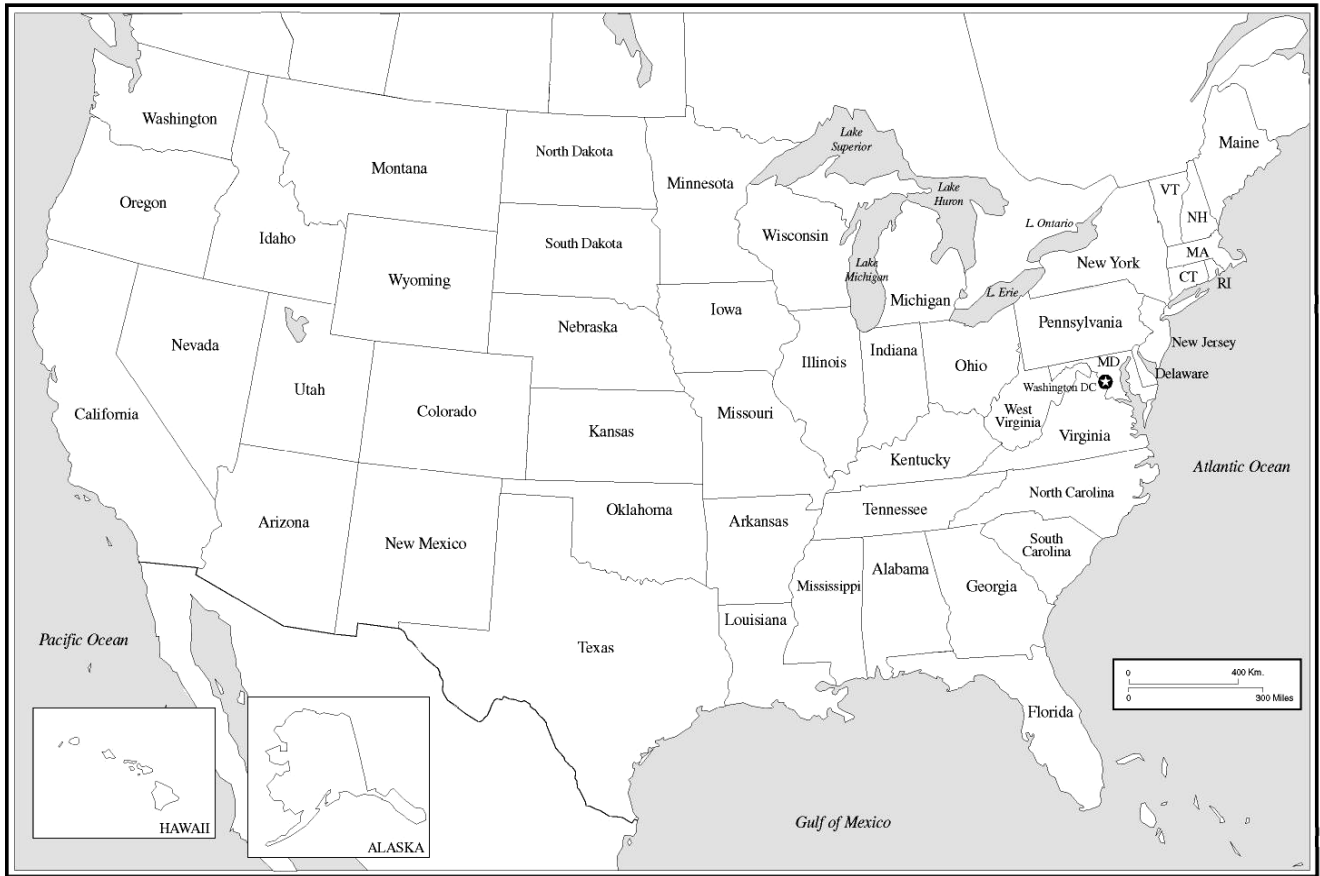 Washington
Montana
North Dakota
Minnesota
Lake
Superior
Maine
Oregon
Idaho
Wyoming
South Dakota
Wisconsin
Lake
Huron
L. Ontario
VT
NH
MA
CT
RI
New York
Lake
Michigan
Michigan
L. Erie
Nebraska
Iowa
Pennsylvania
New Jersey
Nevada
Utah
Colorado
Illinois
Indiana
Ohio
MD
Delaware
Washington DC
California
Kansas
Missouri
West
Virginia
Virginia
Kentucky
Atlantic Ocean
Arizona
New Mexico
Oklahoma
Arkansas
Tennessee
North Carolina
South
Carolina
Mississippi
Alabama
Georgia
Louisiana
Texas
Pacific Ocean
Florida
0
400 Km.
0
300 Miles
HAWAII
ALASKA
Gulf of Mexico